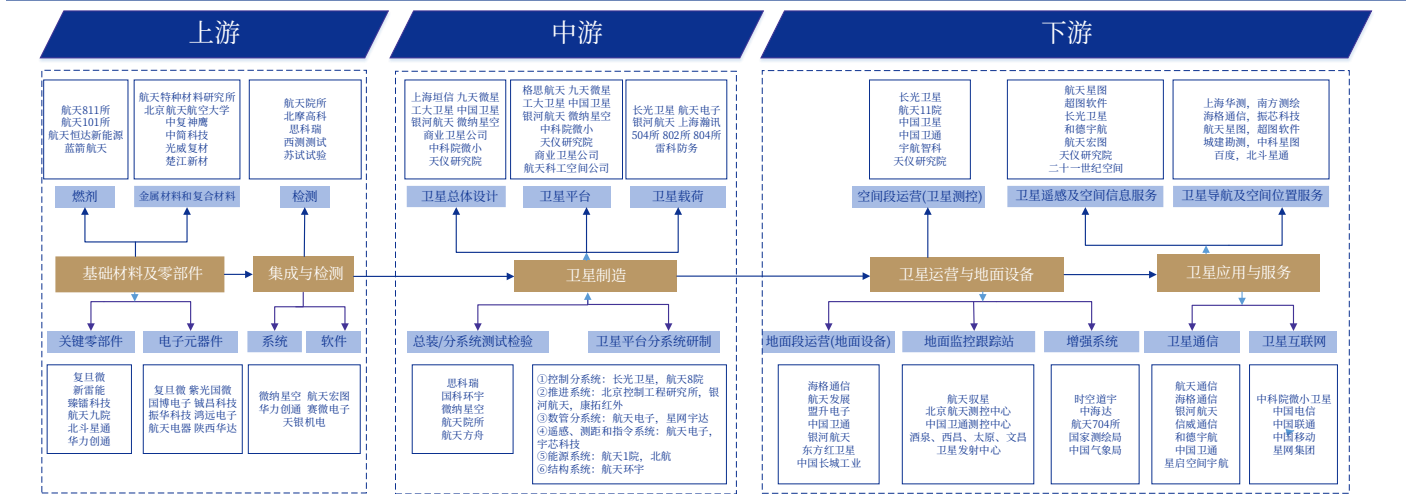 上游
中游
下游
航天811所
航天101所
航天恒达新能源
蓝箭航天
航天特种材料研究所
北京航天航空大学
中复神鹰
中简科技
光威复材
楚江新材
航天院所
北摩高科
思科瑞
西测测试
苏试试验
上海垣信 九天微星
工大卫星 中国卫星
银河航天 微纳星空
商业卫星公司
中科院微小
天仪研究院
格思航天 九天微星
工大卫星 中国卫星
银河航天 微纳星空
中科院微小
天仪研究院
商业卫星公司
航天科工空间公司
长光卫星 航天电子
银河航天 上海瀚讯
504所 802所 804所
雷科防务
长光卫星
航天11院
中国卫星
中国卫通
宇航智科
天仪研究院
航天星图
超图软件
长光卫星
和德宇航
航天宏图
天仪研究院
二十一世纪空间
上海华测，南方测绘
海格通信，振芯科技
航天星图，超图软件
城建勘测，中科星图
百度，北斗星通
燃剂
金属材料和复合材料
检测
卫星总体设计
卫星平台
卫星载荷
空间段运营(卫星测控)
卫星遥感及空间信息服务
卫星导航及空间位置服务
基础材料及零部件
集成与检测
卫星制造
卫星运营与地面设备
卫星应用与服务
关键零部件
电子元器件
系统
软件
总装/分系统测试检验
卫星平台分系统研制
地面段运营(地面设备)
地面监控跟踪站
增强系统
卫星通信
卫星互联网
复旦微
新雷能
臻镭科技
航天九院
北斗星通
华力创通
复旦微 紫光国微
国博电子 铖昌科技
振华科技 鸿远电子
航天电器 陕西华达
微纳星空 航天宏图
华力创通 赛微电子
天银机电
思科瑞
国科环宇
微纳星空
航天院所
航天方舟
①控制分系统：长光卫星，航天8院
②推进系统：北京控制工程研究所，银
河航天，康拓红外
③数管分系统：航天电子，星网宇达
④遥感、测距和指令系统：航天电子，
宇芯科技
⑤能源系统：航天1院，北航
⑥结构系统：航天环宇
海格通信
航天发展
盟升电子
中国卫通
银河航天
东方红卫星
中国长城工业
航天驭星
北京航天测控中心
中国卫通测控中心
酒泉、西昌、太原、文昌
卫星发射中心
时空道宇
中海达
航天704所
国家测绘局
中国气象局
航天通信
海格通信
银河航天
信威通信
和德宇航
中国卫通
星启空间宇航
中科院微小卫星
中国电信
中国联通
中国移动
星网集团